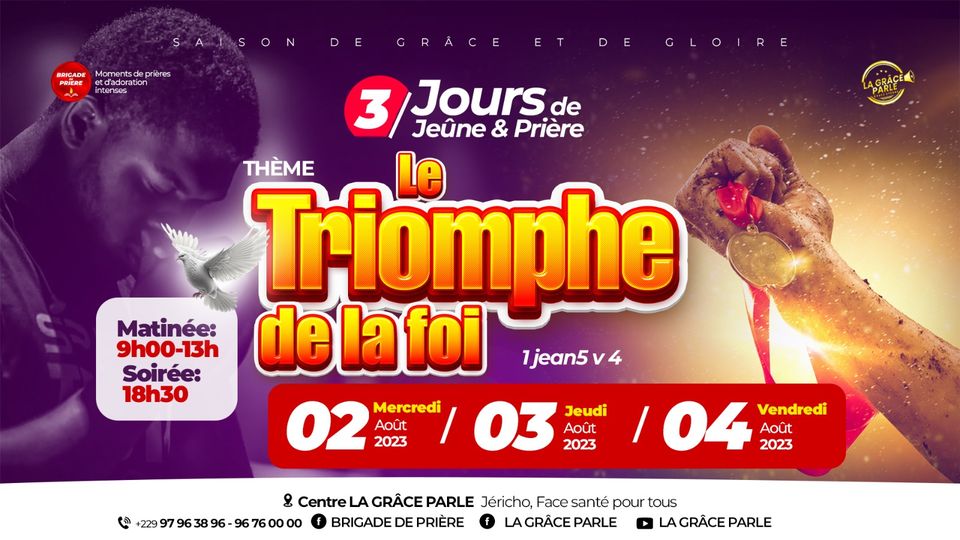 SAISON DE GRÂCE ET DE GLOIRE
BRIGADE
PRIÈRE
Moments de prières
et d'adoration
intenses
LA GRÂCE
PARLE
3/Jours de
Jeûne & Prière
THÈME
Le
Triomphe
de la foi
1 jean5 v 4
Matinée:
9h00-13h
Soirée:
18h30
02 Mercredi
Août
2023
/
03 Jeudi
Août
2023
/
04 Vendredi
Août
2023
Centre LA GRÂCE PARLE Jéricho, Face santé pour tous
+229 97 96 38 96 - 96 76 00 00 BRIGADE DE PRIÈRE LA GRÂCE PARLE LA GRÂCE PARLE